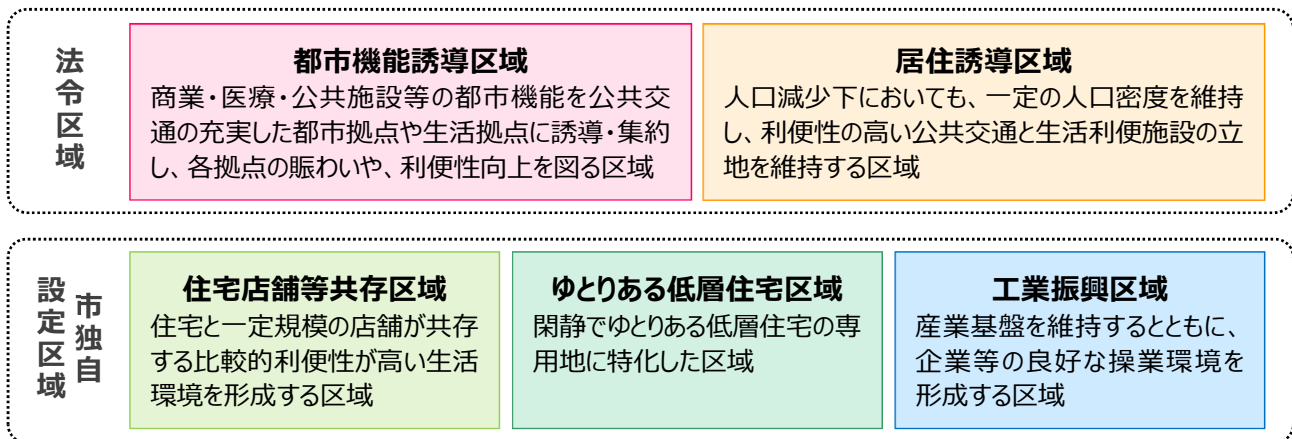 法令区域
都市機能誘導区域
商業・医療・公共施設等の都市機能を公共交
通の充実した都市拠点や生活拠点に誘導・集約
し、各拠点の賑わいや、利便性向上を図る区域
居住誘導区域
人口減少下においても、一定の人口密度を維持
し、利便性の高い公共交通と生活利便施設の立
地を維持する区域
市独自
設定区域
住宅店舗等共存区域
住宅と一定規模の店舗が共存
する比較的利便性が高い生活
環境を形成する区域
ゆとりある低層住宅区域
閑静でゆとりある低層住宅の専
用地に特化した区域
工業振興区域
産業基盤を維持するとともに、
企業等の良好な操業環境を
形成する区域